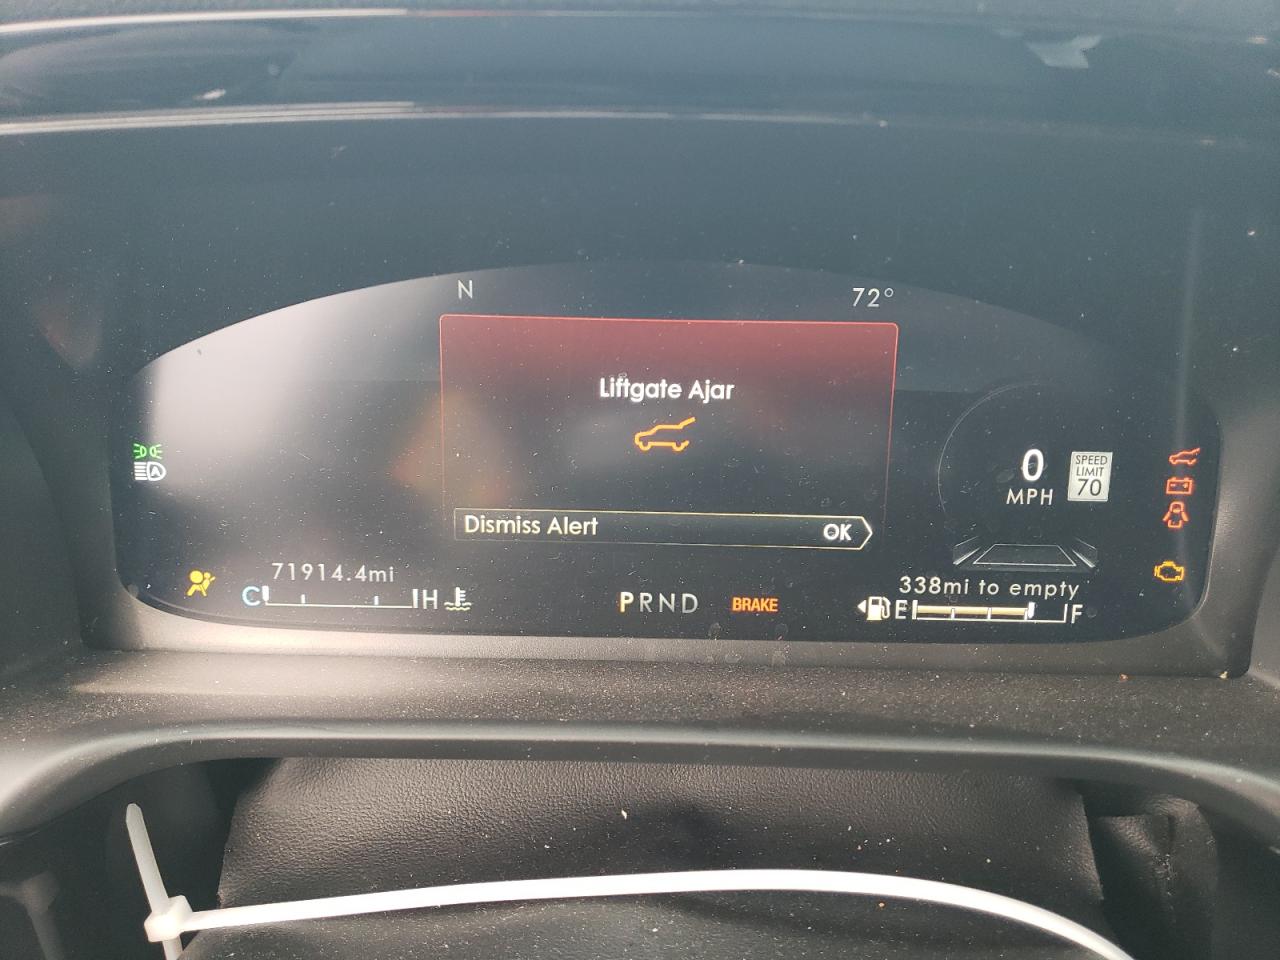 N
72°
Liftgate Ajar
0
MPH
SPEED
LIMIT
70
Dismiss Alert
OK
A
71914.4mi
C
H
PRND
BRAKE
338mi to empty
E
F